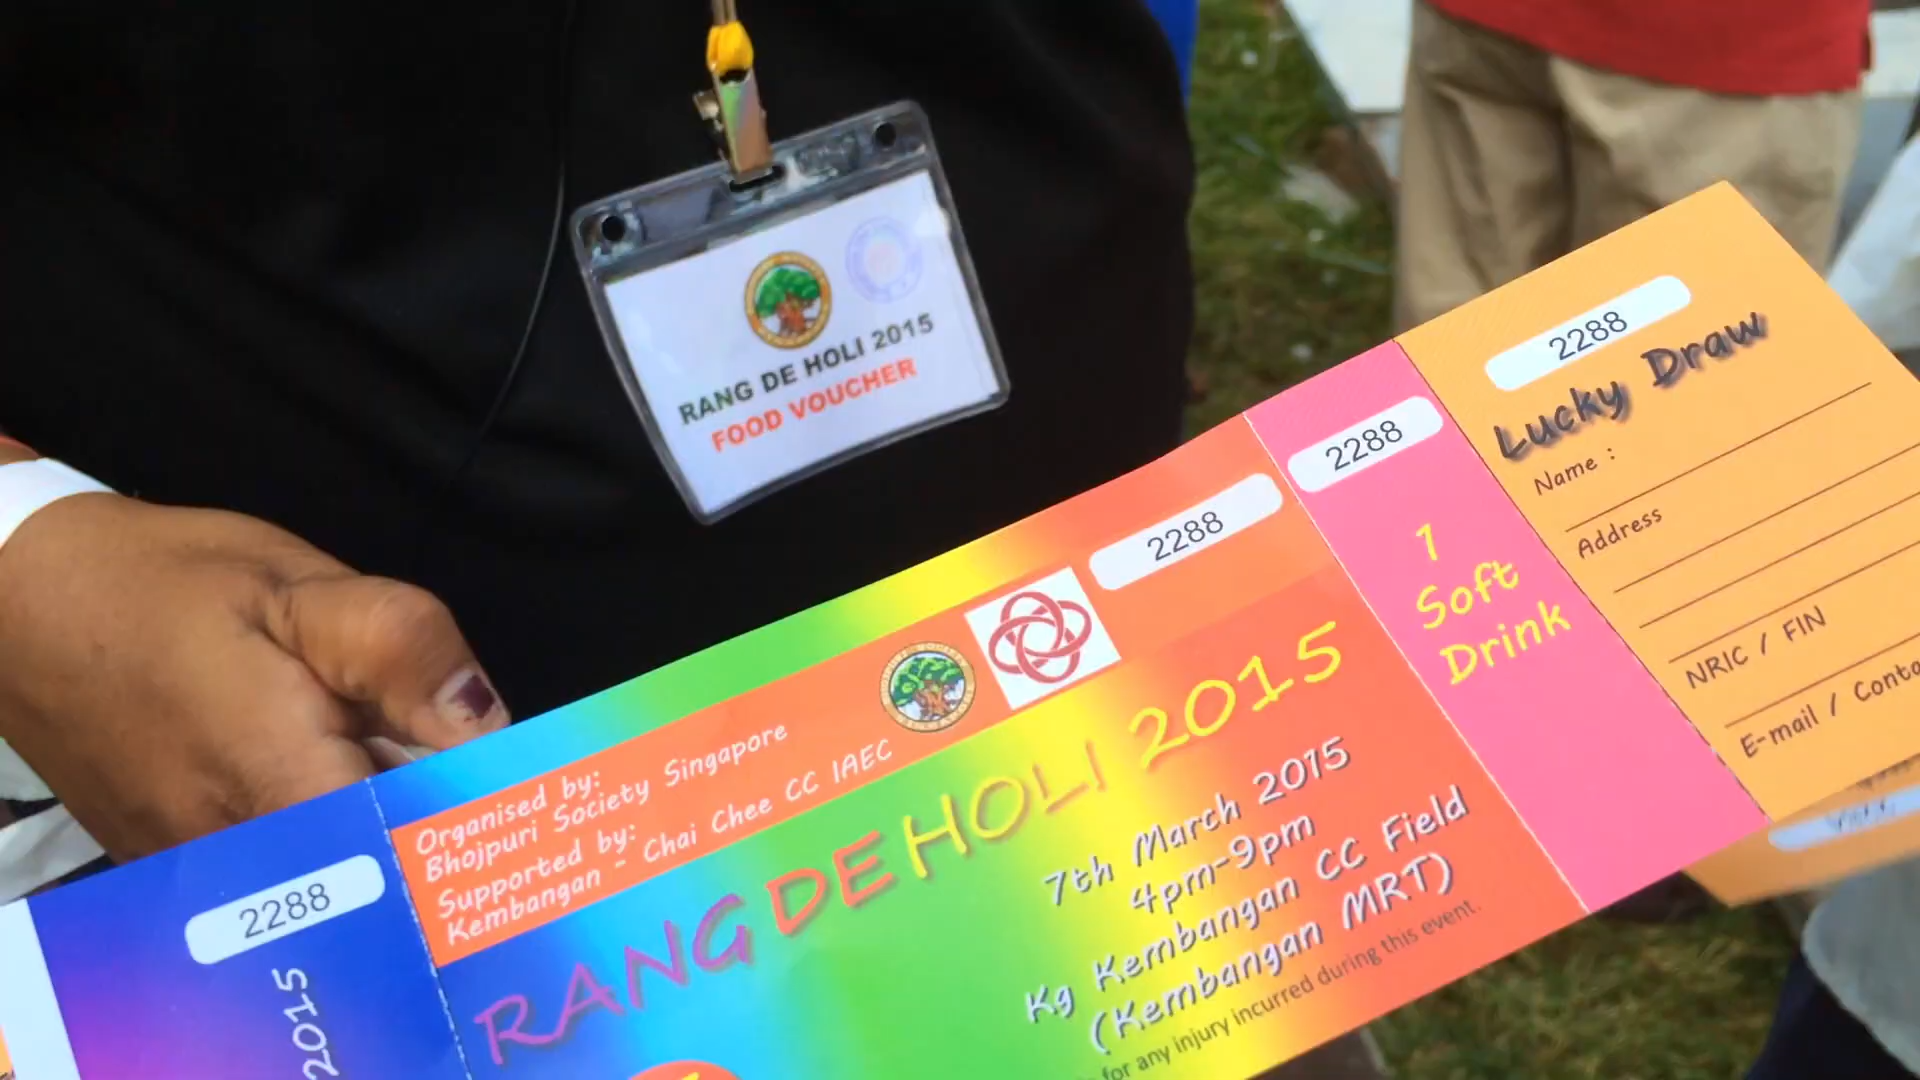 RANG DE HOLI 2015
FOOD VOUCHER
2288
Lucky Draw
Name :
Address
NRIC / FIN
E-mail /
2288
1
Soft
Drink
2288
Organised by:
Bhojpuri Society Singapore
Supported by:
Kembangan - Chai Chee CC IAEC
RANG DE HOLI 2015
7th March 2015
4pm-9pm
Kg Kembangan CC Field
(Kembangan MRT)
for any injury incurred during this event.
2288
2015